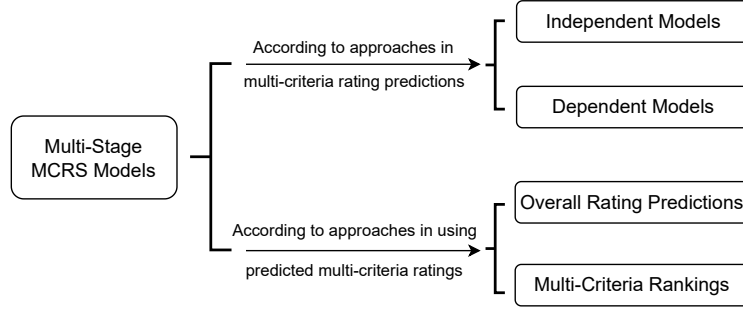 Multi-Stage
MCRS Models
According to approaches in
multi-criteria rating predictions
Independent Models
Dependent Models
According to approaches in using
predicted multi-criteria ratings
Overall Rating Predictions
Multi-Criteria Rankings